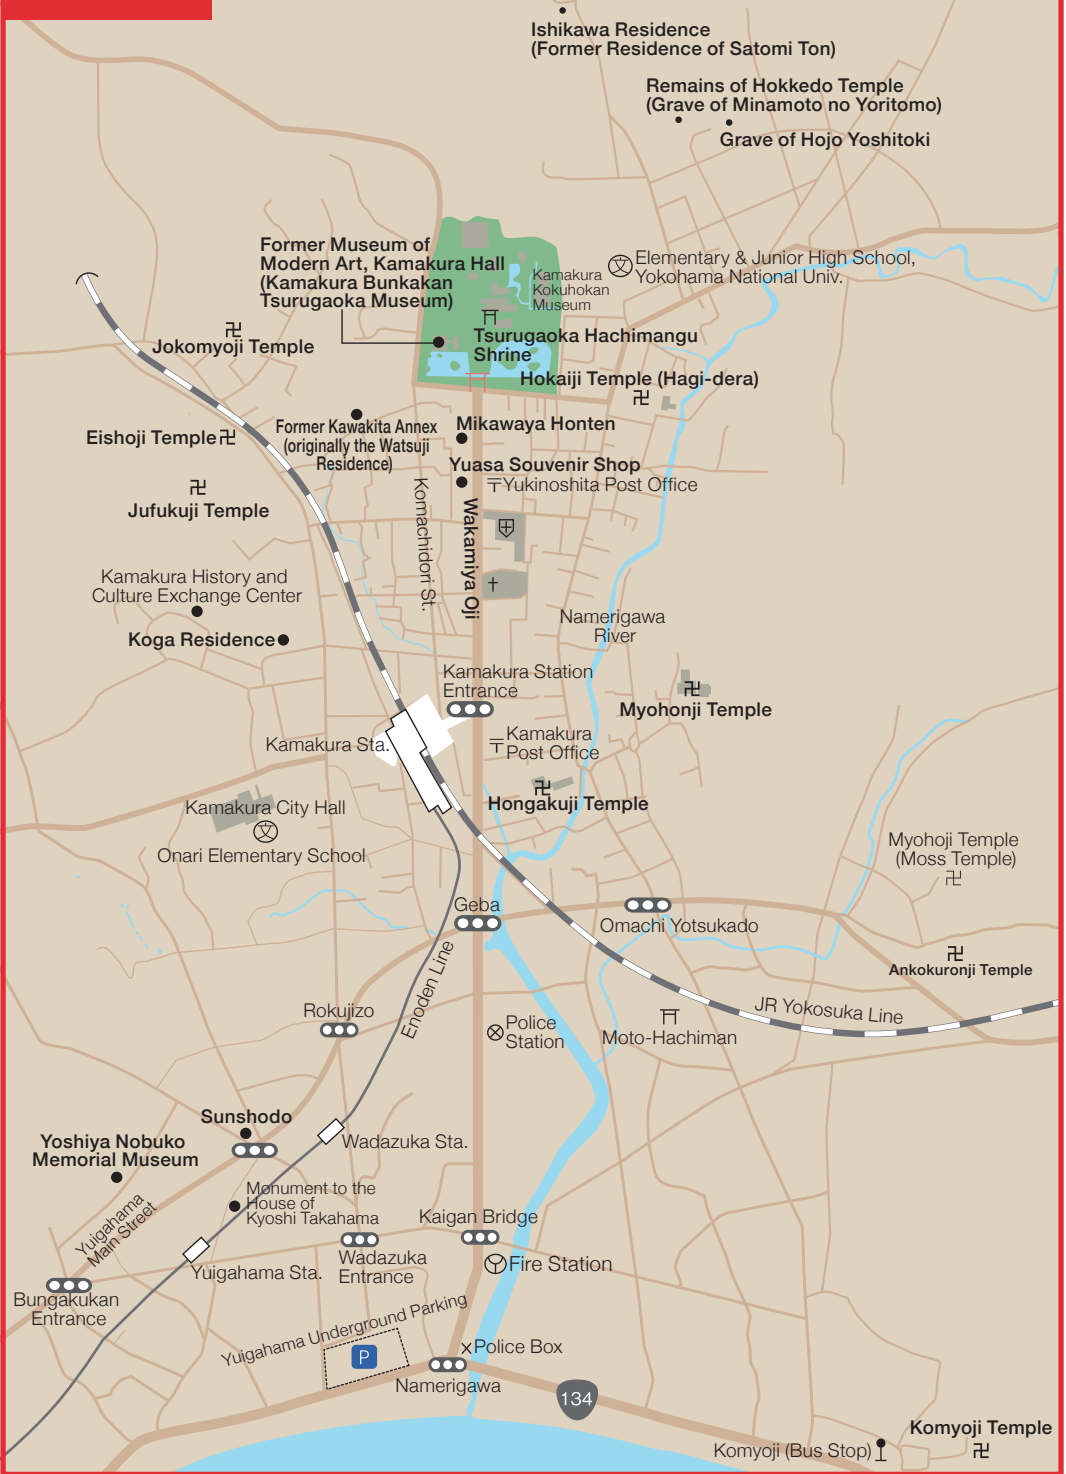 Ishikawa Residence
(Former Residence of Satomi Ton)
Remains of Hokkedo Temple
(Grave of Minamoto no Yoritomo)
Grave of Hojo Yoshitoki
Former Museum of
Modern Art, Kamakura Hall
(Kamakura Bunkakan
Tsurugaoka Museum)
Kamakura
Kokuhokan
Museum
文
Elementary & Junior High School,
Yokohama National Univ.
Tsurugaoka Hachimangu
Shrine
Jokomyoji Temple
Hokaiji Temple (Hagi-dera)
Former Kawakita Annex
(originally the Watsuji
Residence)
Mikawaya Honten
Eishoji Temple
Yuasa Souvenir Shop
〒Yukinoshita Post Office
Jufukuji Temple
Komachidori St.
Wakamiya Oji
Kamakura History and
Culture Exchange Center
Namerigawa
River
Koga Residence
Kamakura Station
Entrance
Myohonji Temple
Kamakura Sta.
〒Kamakura
Post Office
Hongakuji Temple
Kamakura City Hall
文
Onari Elementary School
Myohoji Temple
(Moss Temple)
Geba
Omachi Yotsukado
Ankokuronji Temple
Enoden Line
JR Yokosuka Line
Rokujizo
Police
Station
Moto-Hachiman
Sunshodo
Wadazuka Sta.
Yoshiya Nobuko
Memorial Museum
Monument to the
House of
Kyoshi Takahama
Yuigahama
Main Street
Kaigan Bridge
Yuigahama Sta.
Wadazuka
Entrance
Fire Station
Bungakukan
Entrance
Yuigahama Underground Parking
P
Police Box
Namerigawa
134
Komyoji Temple
Komyoji (Bus Stop)